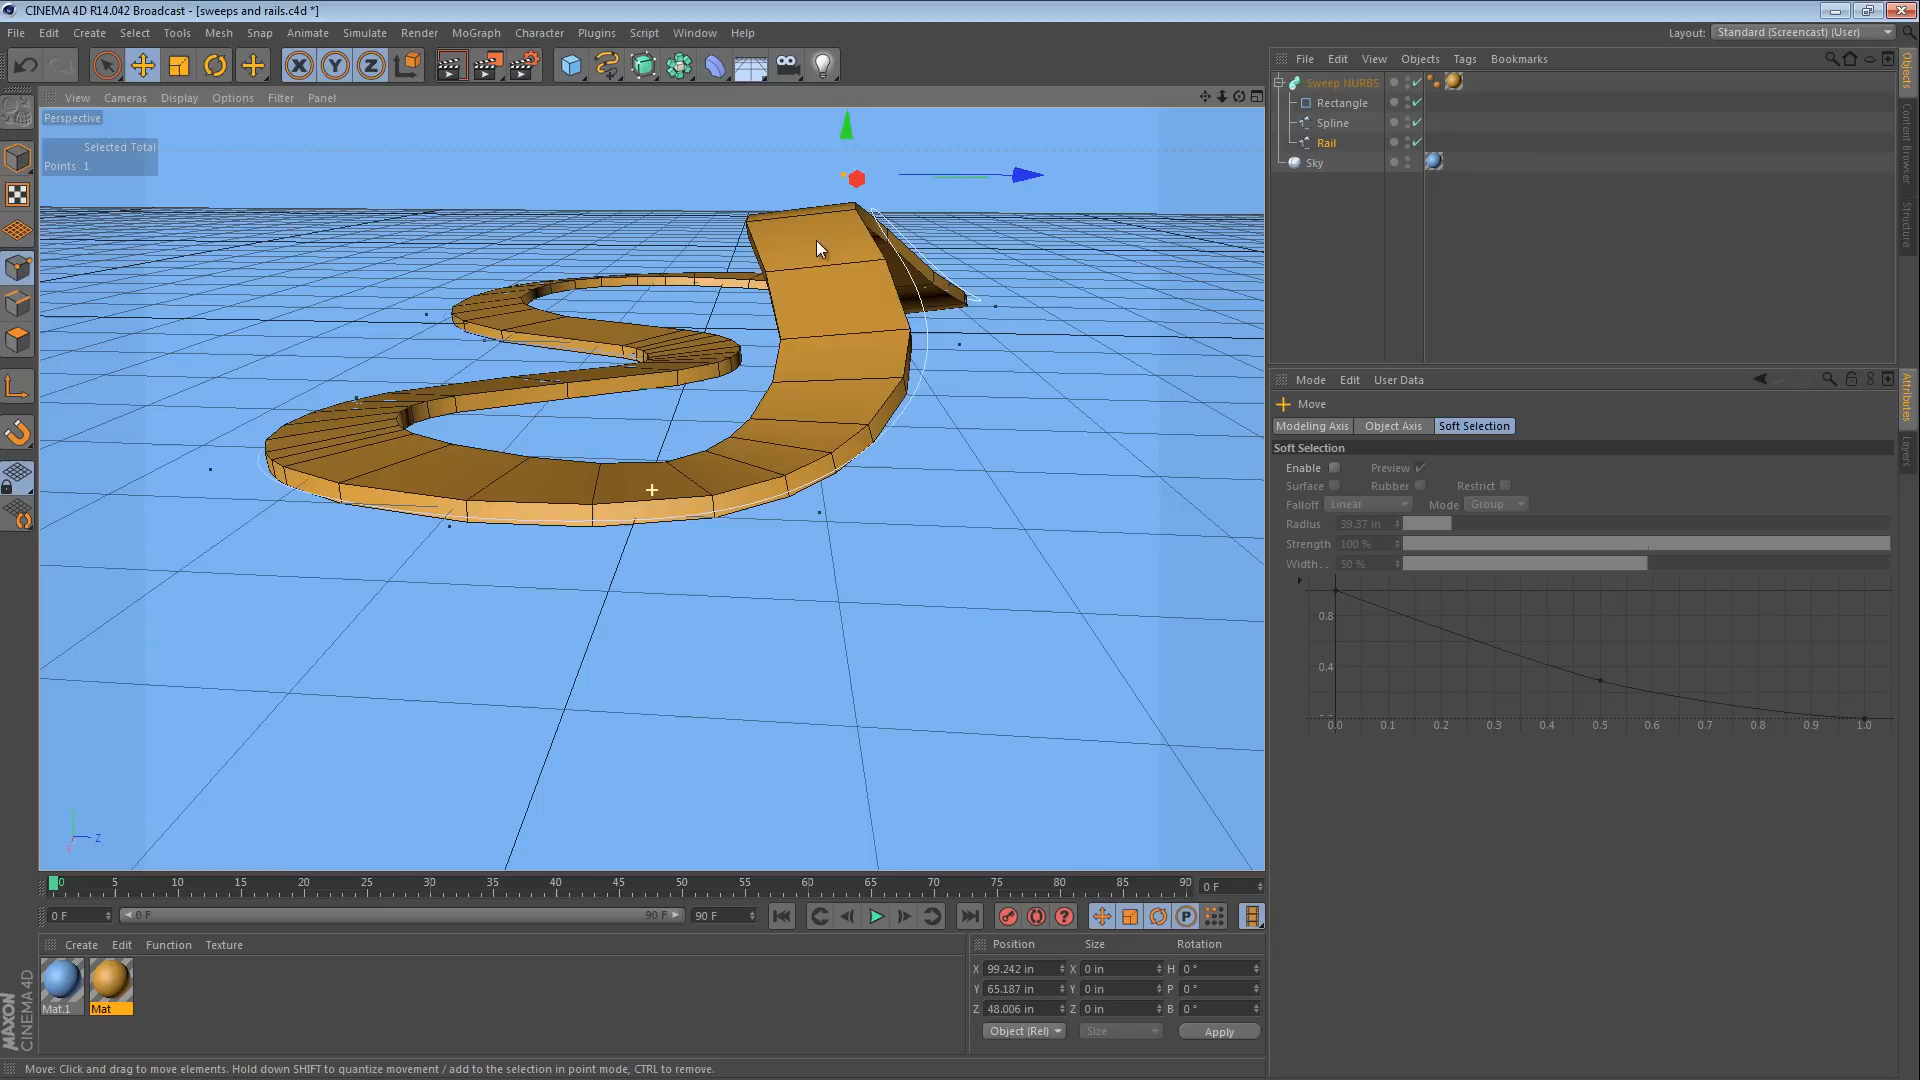 CINEMA 4D R14.042 Broadcast - [sweeps and rails.c4d *]
File Edit Create Select Tools Mesh Snap Animate Simulate Render MoGraph Character Plugins Script Window Help
Layout: Standard (Screencast) (User)
File Edit View Objects Tags Bookmarks
View Cameras Display Options Filter Panel
Perspective
Selected Total
Points 1
Sweep NURBS
Rectangle
Spline
Rail
Sky
Objects
Content Browser
Structure
Mode Edit User Data
Move
Modeling Axis Object Axis Soft Selection
Soft Selection
Enable Preview
Surface Rubber Restrict
Falloff Linear Mode Group
Radius 39.37 in
Strength 100 %
Width.. 50 %
0.8
0.4
0.0 0.1 0.2 0.3 0.4 0.5 0.6 0.7 0.8 0.9 1.0
Attributes
Layers
Z
X
0 5 10 15 20 25 30 35 40 45 50 55 60 65 70 75 80 85 90
0 F
0 F 0 F 90 F 90 F
P
Create Edit Function Texture
Mat.1 Mat
Position Size Rotation
X 99.242 in X 0 in H 0 °
Y 65.187 in Y 0 in P 0 °
Z 48.006 in Z 0 in B 0 °
Object (Rel) Size Apply
MAXON
CINEMA 4D
Move: Click and drag to move elements. Hold down SHIFT to quantize movement / add to the selection in point mode, CTRL to remove.